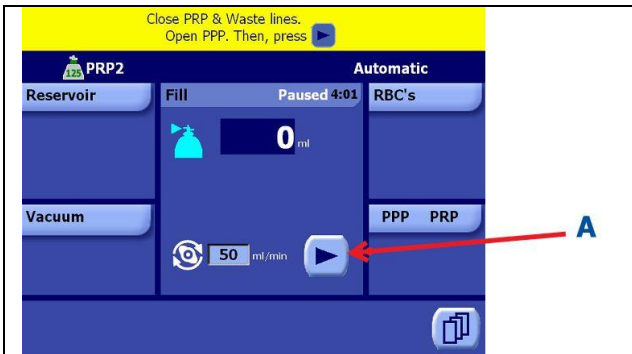 Close PRP & Waste lines.
Open PPP. Then, press
125 PRP2
Automatic
Reservoir
Fill
Paused 4:01
RBC's
0 ml
Vacuum
PPP PRP
A
50 ml/min